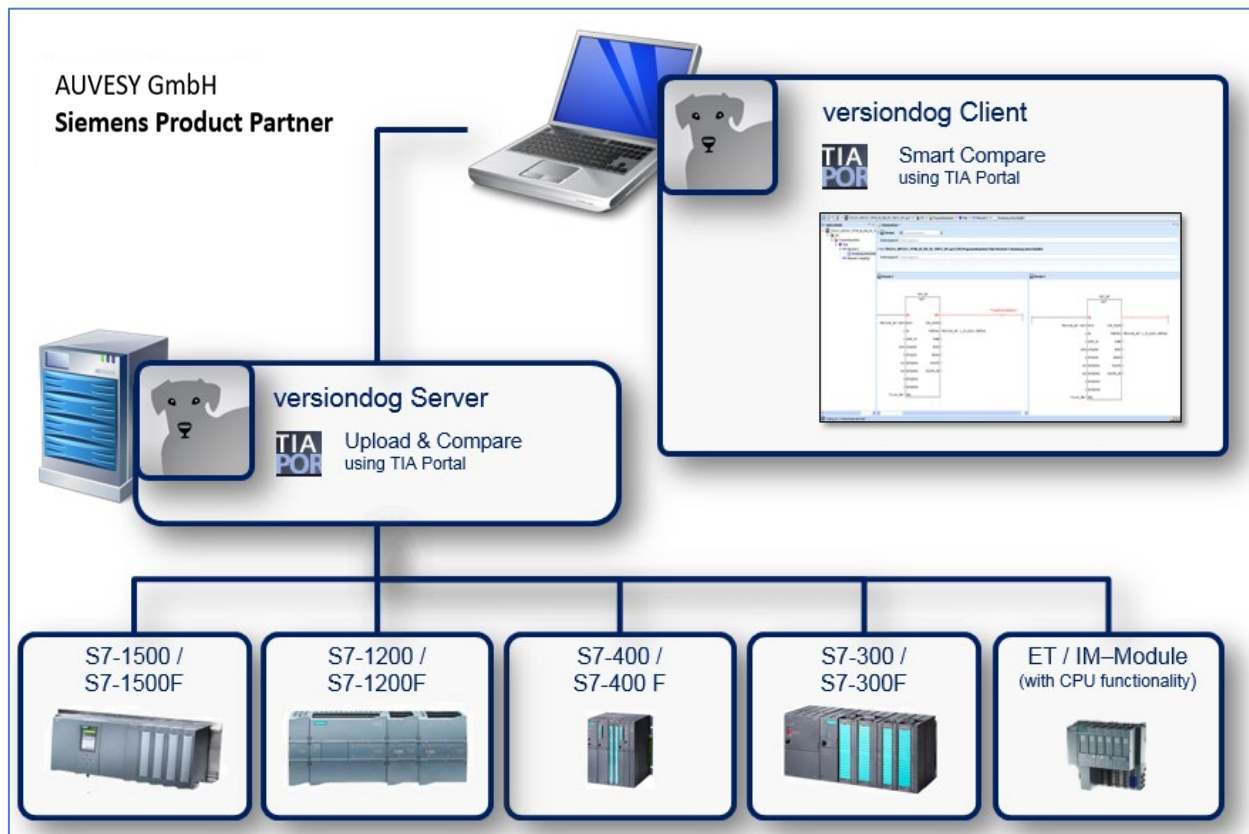 AUVESY GmbH
Siemens Product Partner
versiondog Client
TIA
POR
Smart Compare
using TIA Portal
versiondog Server
TIA
POR
Upload & Compare
using TIA Portal
S7-1500 /
S7-1500F
S7-1200 /
S7-1200F
S7-400 /
S7-400 F
S7-300 /
S7-300F
ET / IM–Module
(with CPU functionality)